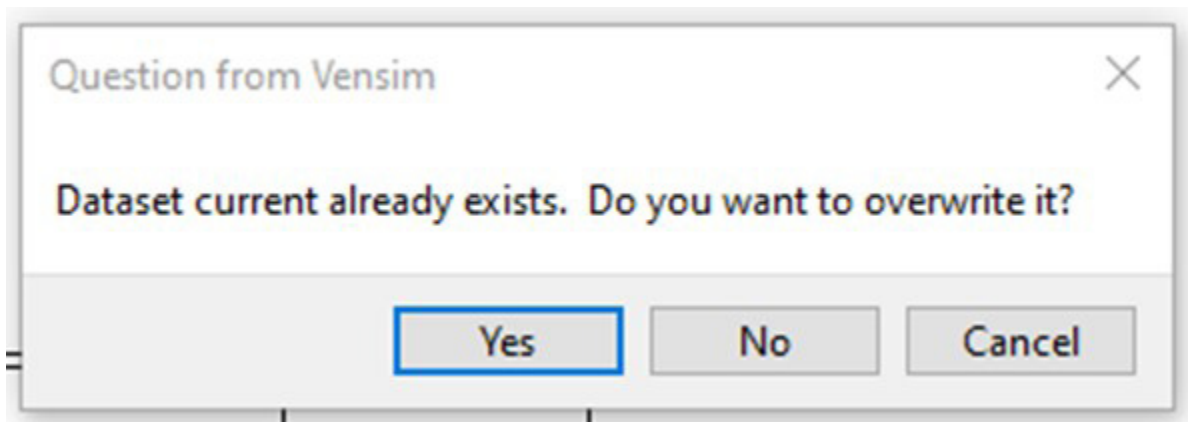 Question from Vensim
Dataset current already exists.  Do you want to overwrite it?
Yes No Cancel